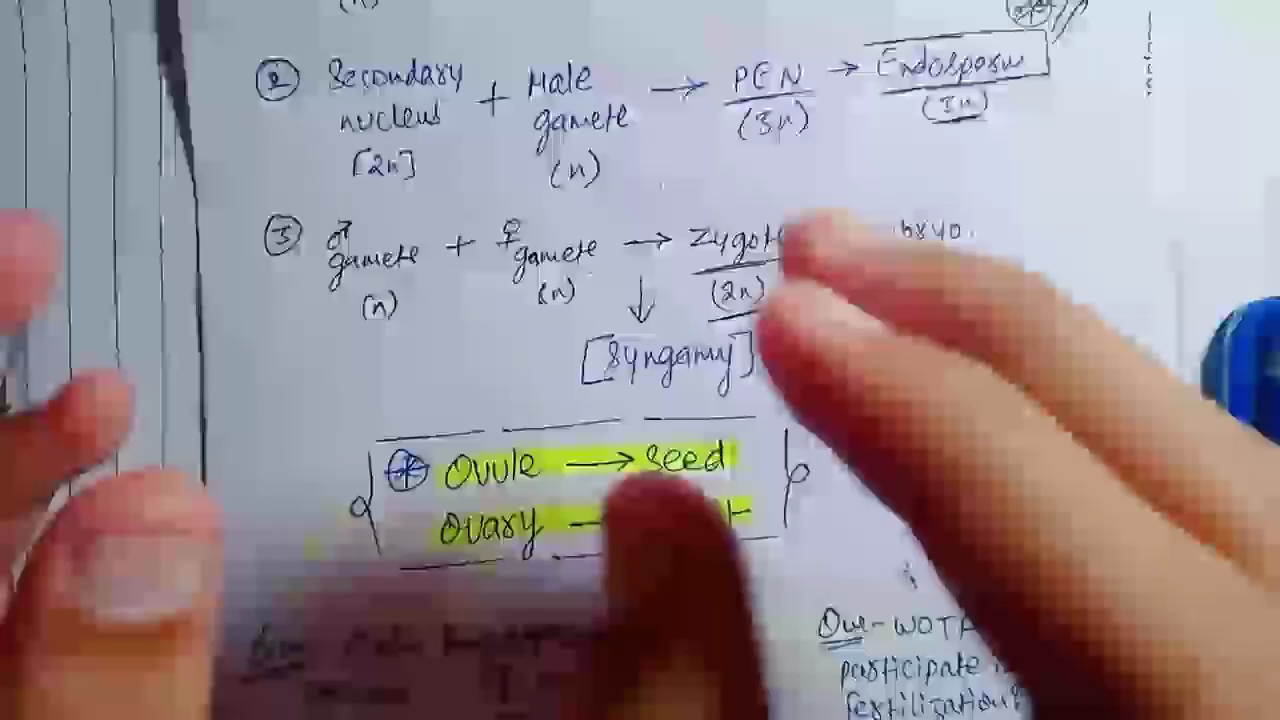 (n)
② Secondary nucleus [2n] + Male gamete (n) → PEN (3n) → Endosperm (3n)
③ ♂ gamete (n) + ♀ gamete (n) → Zygote (2n)
↓
[Syngamy]
⊛ Ovule → Seed
Ovary →
Que- WOTF
participate
fertilization?